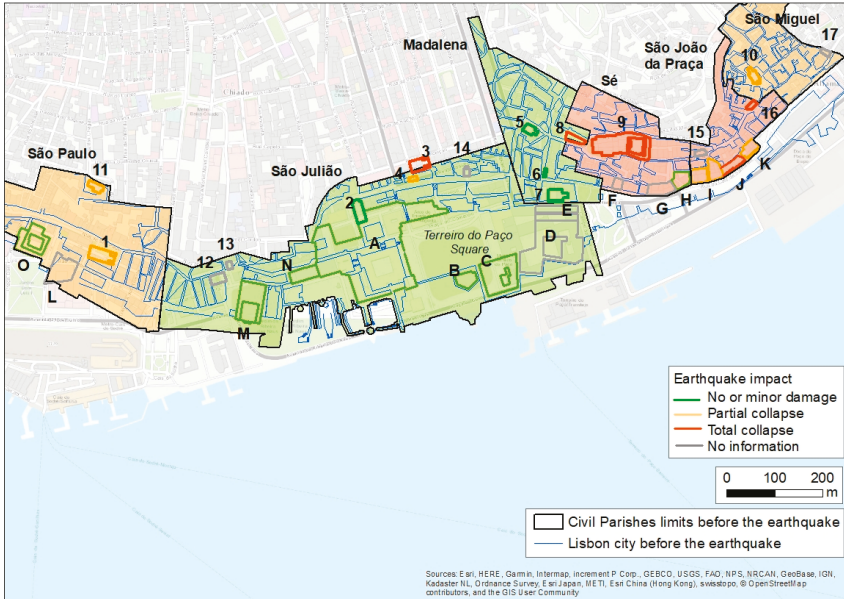 São Miguel
17
Madalena
São João
da Praça
10
Sé
16
5
8
9
15
K
3
14
J
São Paulo
4
I
São Julião
6
H
11
7
G
2
E
F
Chiado
A
Terreiro do Paço
Square
D
1
13
12
N
C
B
O
L
M
Earthquake impact
No or minor damage
Partial collapse
Total collapse
No information
0 100 200
m
Civil Parishes limits before the earthquake
Lisbon city before the earthquake
Sources: Esri, HERE, Garmin, Intermap, increment P Corp., GEBCO, USGS, FAO, NPS, NRCAN, GeoBase, IGN,
Kadaster NL, Ordnance Survey, Esri Japan, METI, Esri China (Hong Kong), swisstopo, © OpenStreetMap
contributors, and the GIS User Community